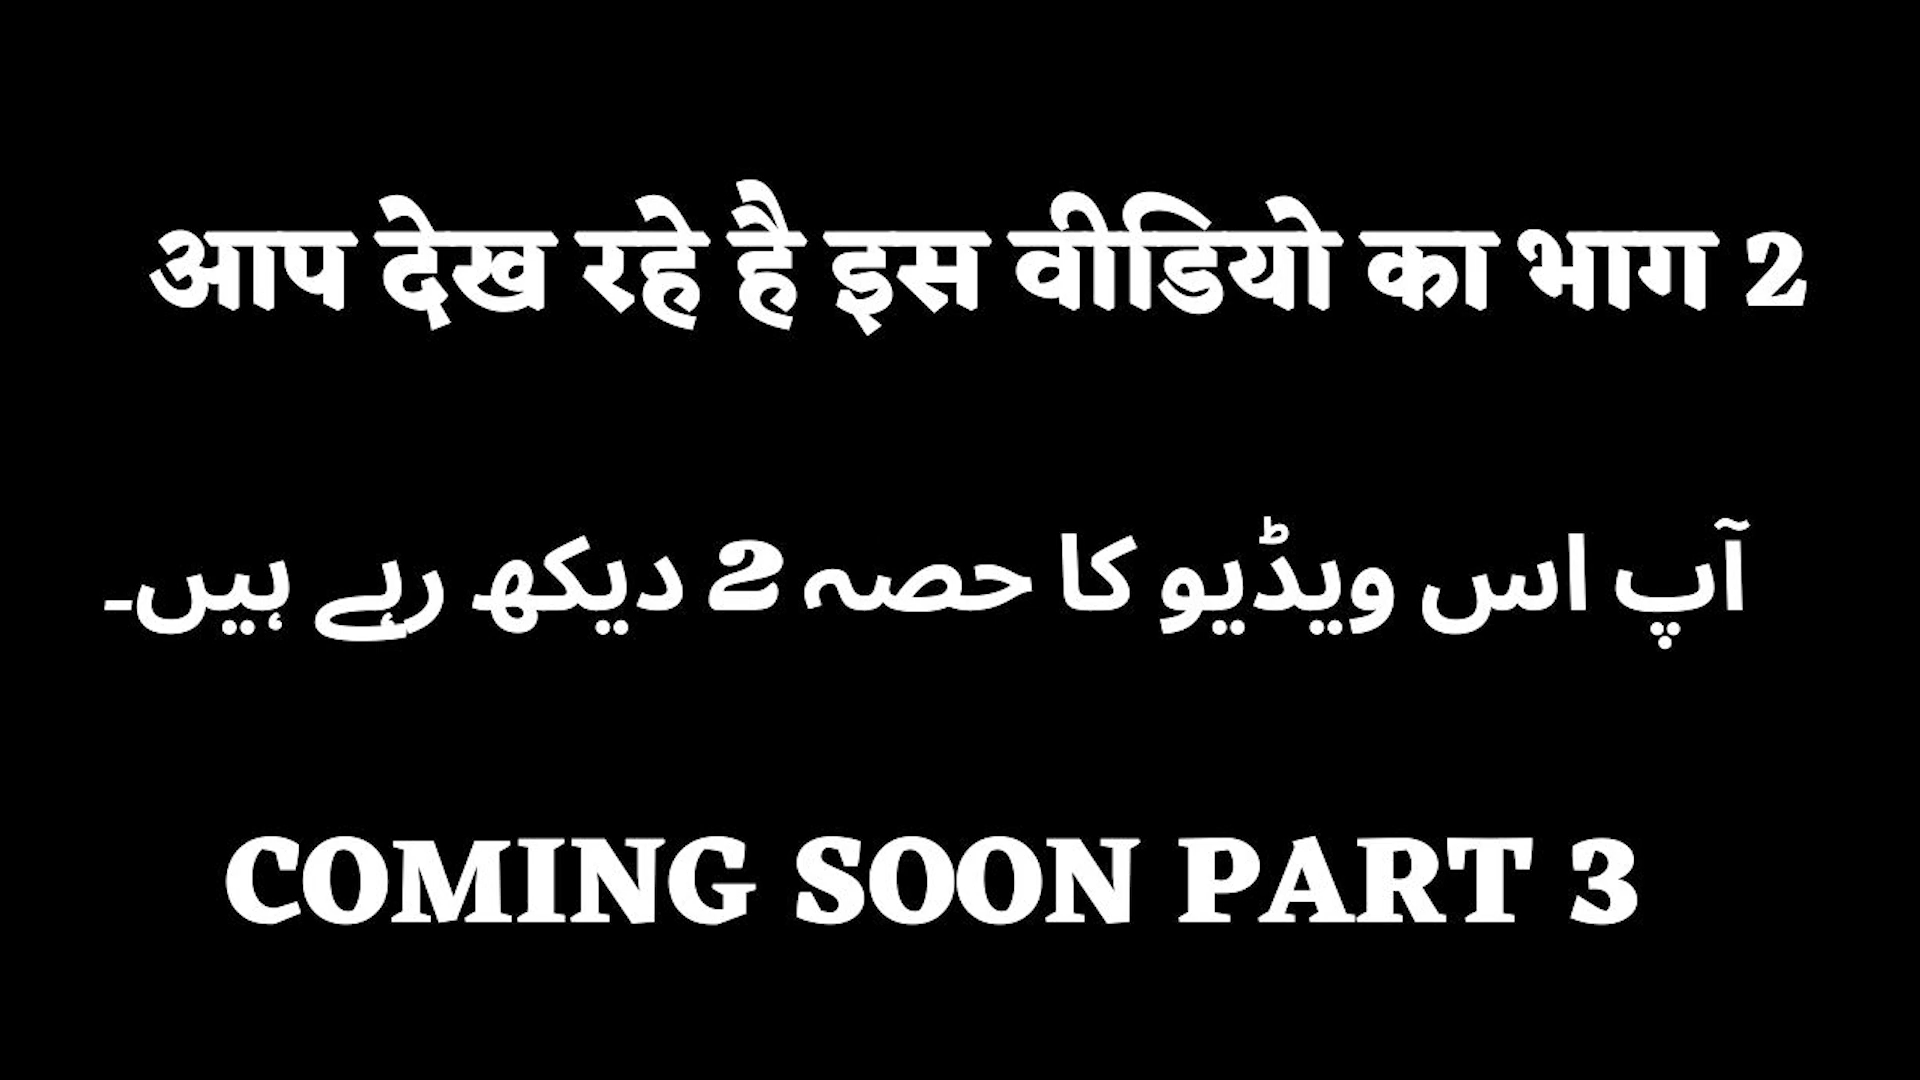 आप देख रहे है इस वीडियो का भाग 2
آپ اس ویڈیو کا حصہ 2 دیکھ رہے ہیں۔
COMING SOON PART 3